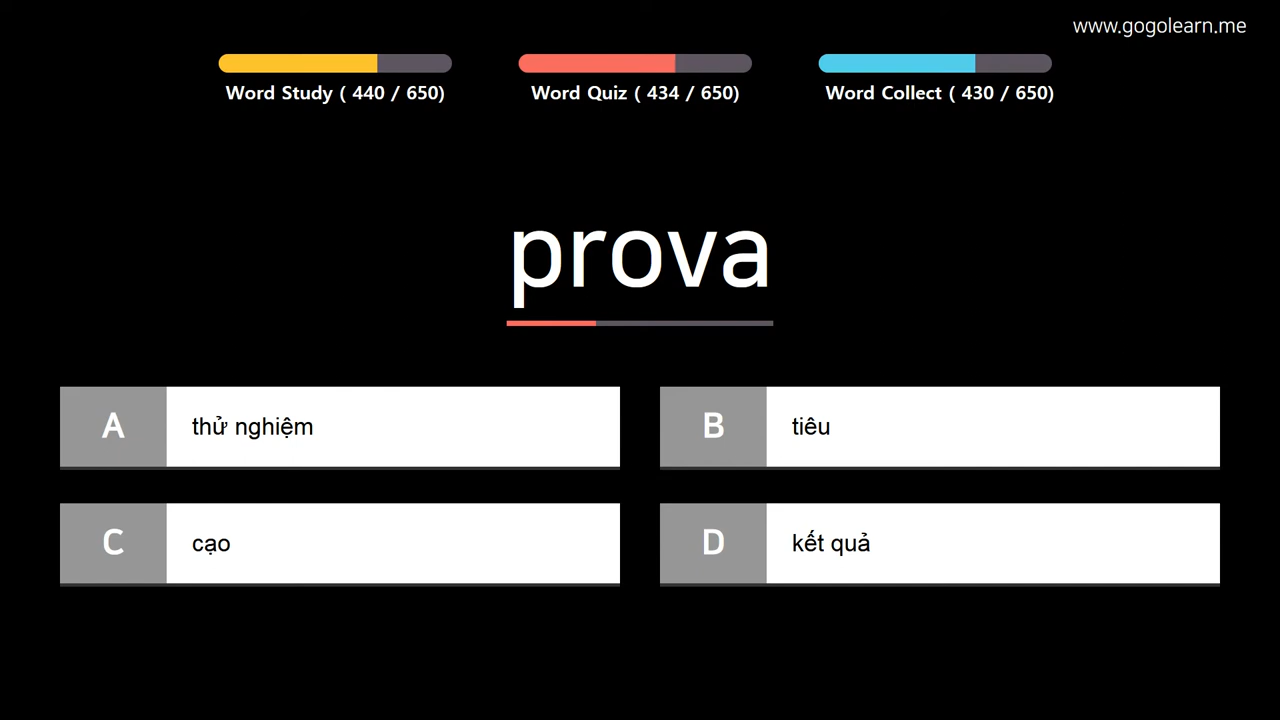 www.gogolearn.me
Word Study ( 440 / 650)
Word Quiz ( 434 / 650)
Word Collect ( 430 / 650)
prova
A thử nghiệm
B tiêu
C cạo
D kết quả